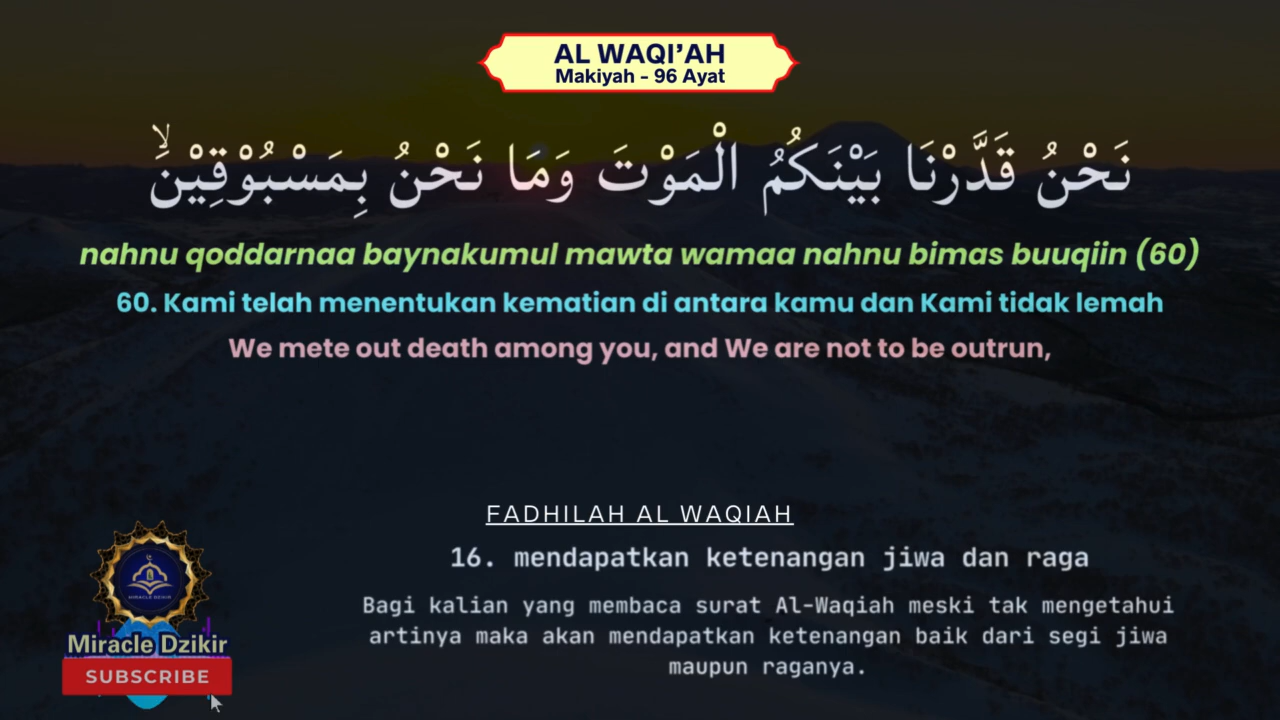 AL WAQI’AH
Makiyah - 96 Ayat
نَحْنُ قَدَّرْنَا بَيْنَكُمُ الْمَوْتَ وَمَا نَحْنُ بِمَسْبُوْقِيْنَۙ
nahnu qoddarnaa baynakumul mawta wamaa nahnu bimas buuqiin (60)
60. Kami telah menentukan kematian di antara kamu dan Kami tidak lemah
We mete out death among you, and We are not to be outrun,
FADHILAH AL WAQIAH
16. mendapatkan ketenangan jiwa dan raga
Bagi kalian yang membaca surat Al-Waqiah meski tak mengetahui
artinya maka akan mendapatkan ketenangan baik dari segi jiwa
maupun raganya.
MIRACLE DZIKIR
Miracle Dzikir
SUBSCRIBE